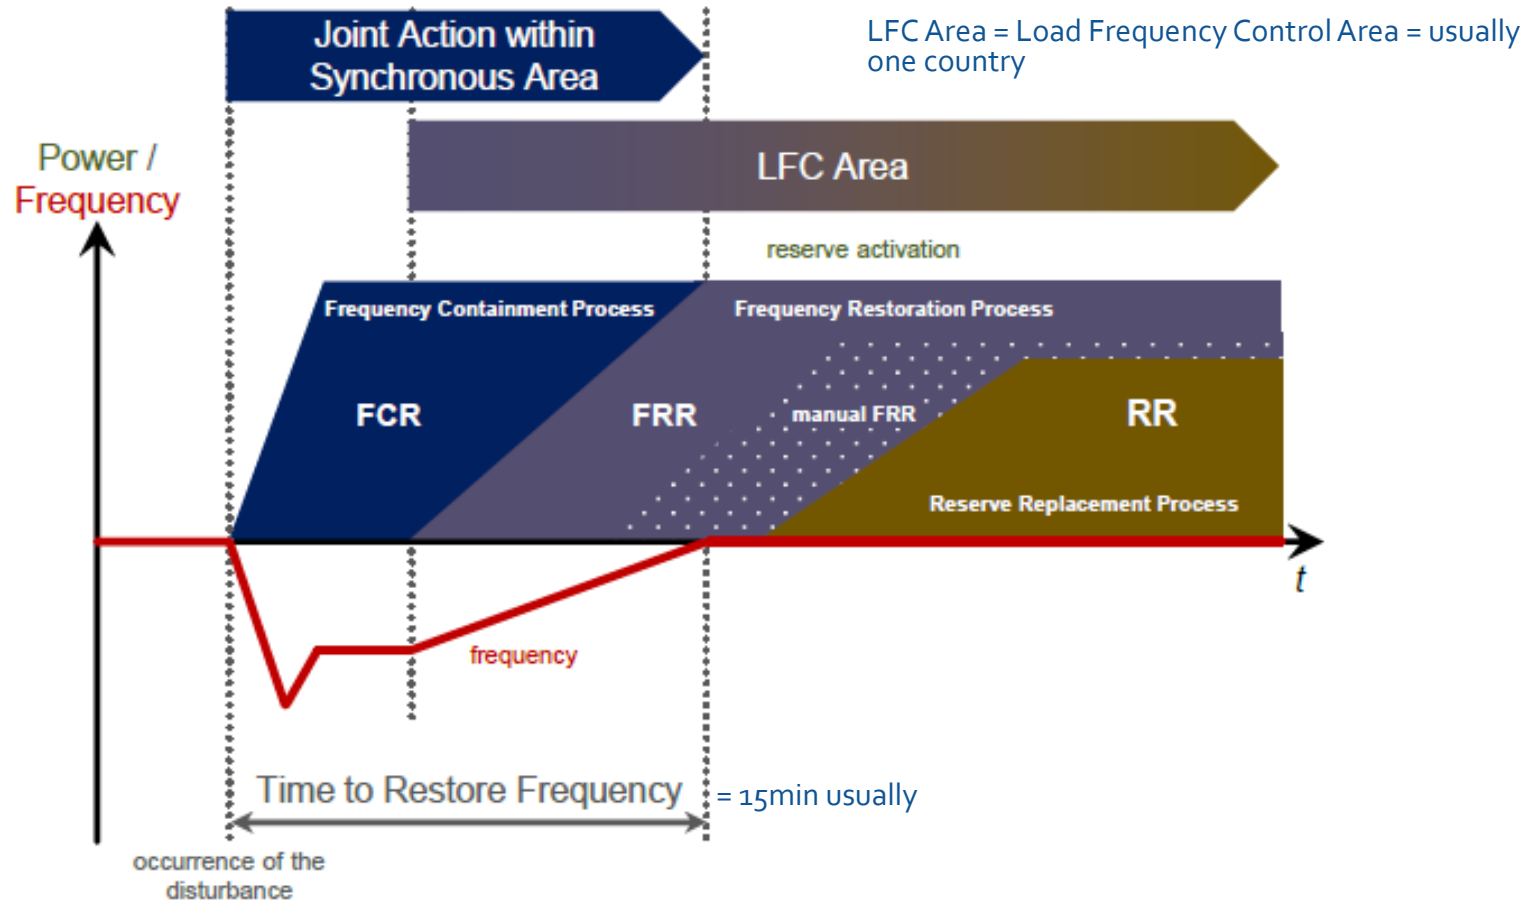 Joint Action within
Synchronous Area
LFC Area = Load Frequency Control Area = usually
one country
Power /
Frequency
LFC Area
reserve activation
Frequency Containment Process
Frequency Restoration Process
FCR
FRR
manual FRR
RR
Reserve Replacement Process
t
frequency
Time to Restore Frequency
= 15min usually
occurrence of the
disturbance